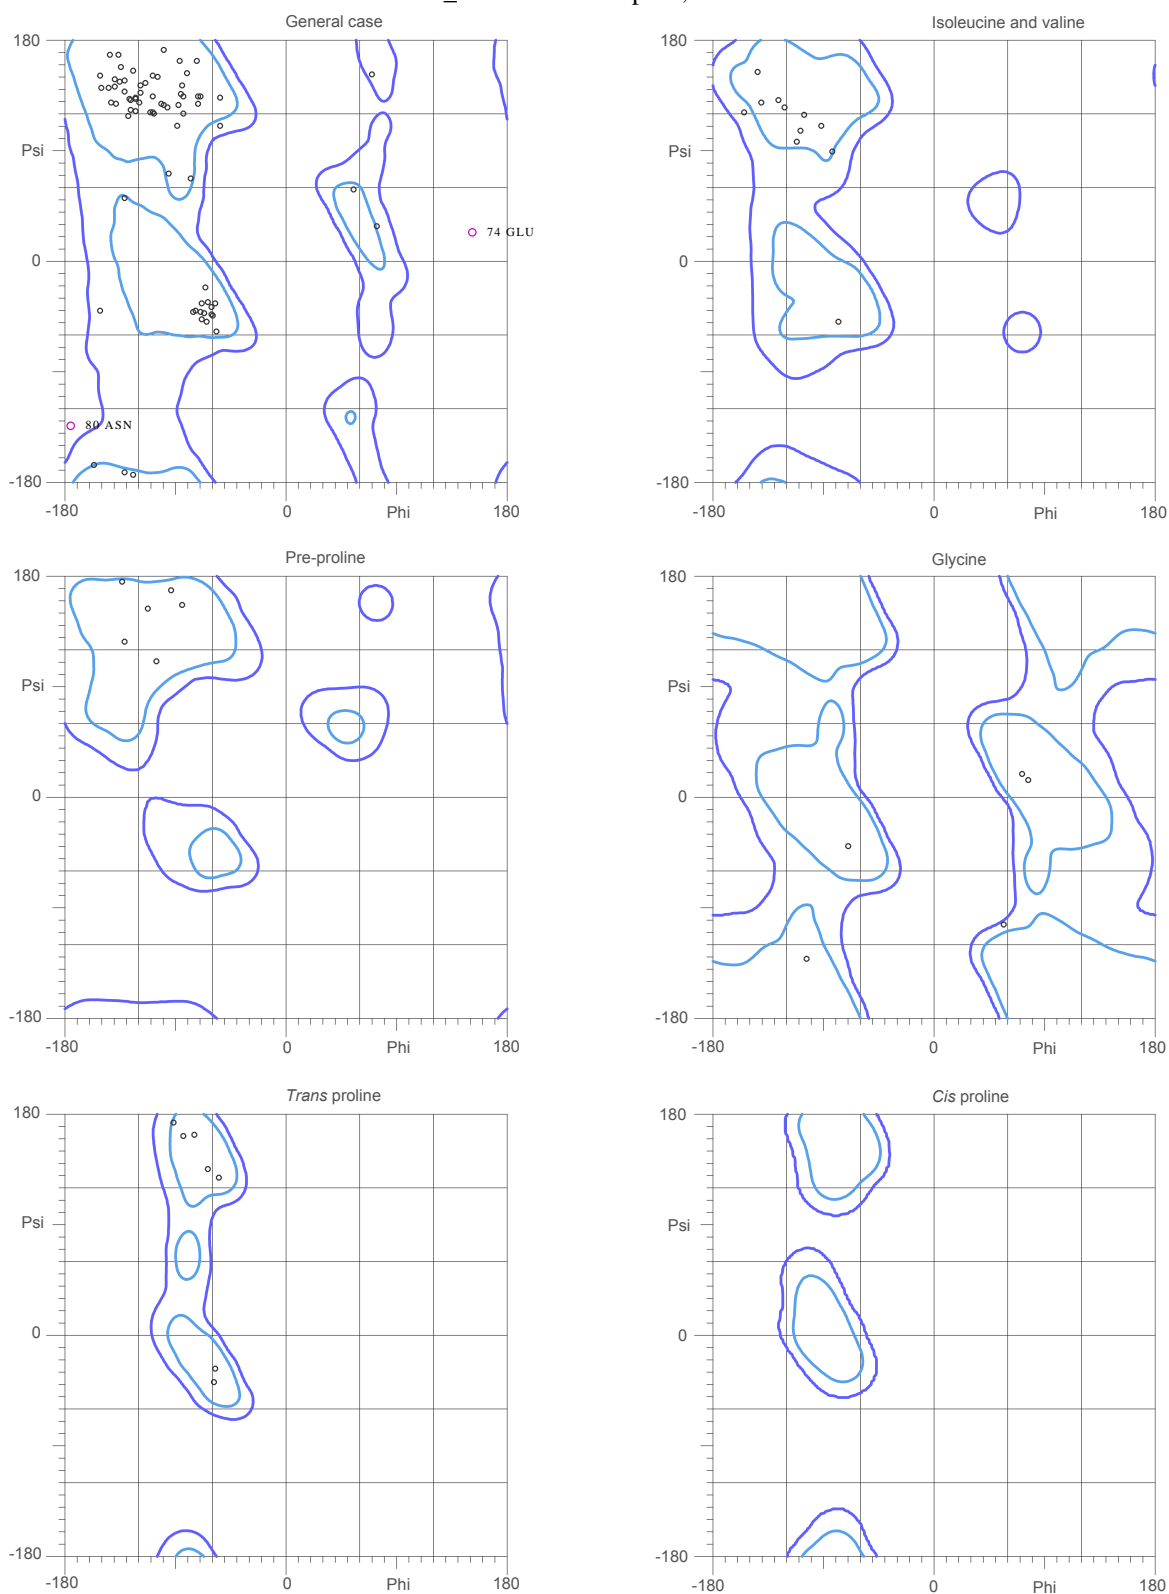 General case
Isoleucine and valine
180
180
Psi
Psi
74 GLU
0
0
80 ASN
-180
-180
-180
0
Phi
180
-180
0
Phi
180
Pre-proline
Glycine
180
180
Psi
Psi
0
0
-180
-180
-180
0
Phi
180
-180
0
Phi
180
Trans proline
Cis proline
180
180
Psi
Psi
0
0
-180
-180
-180
0
Phi
180
-180
0
Phi
180